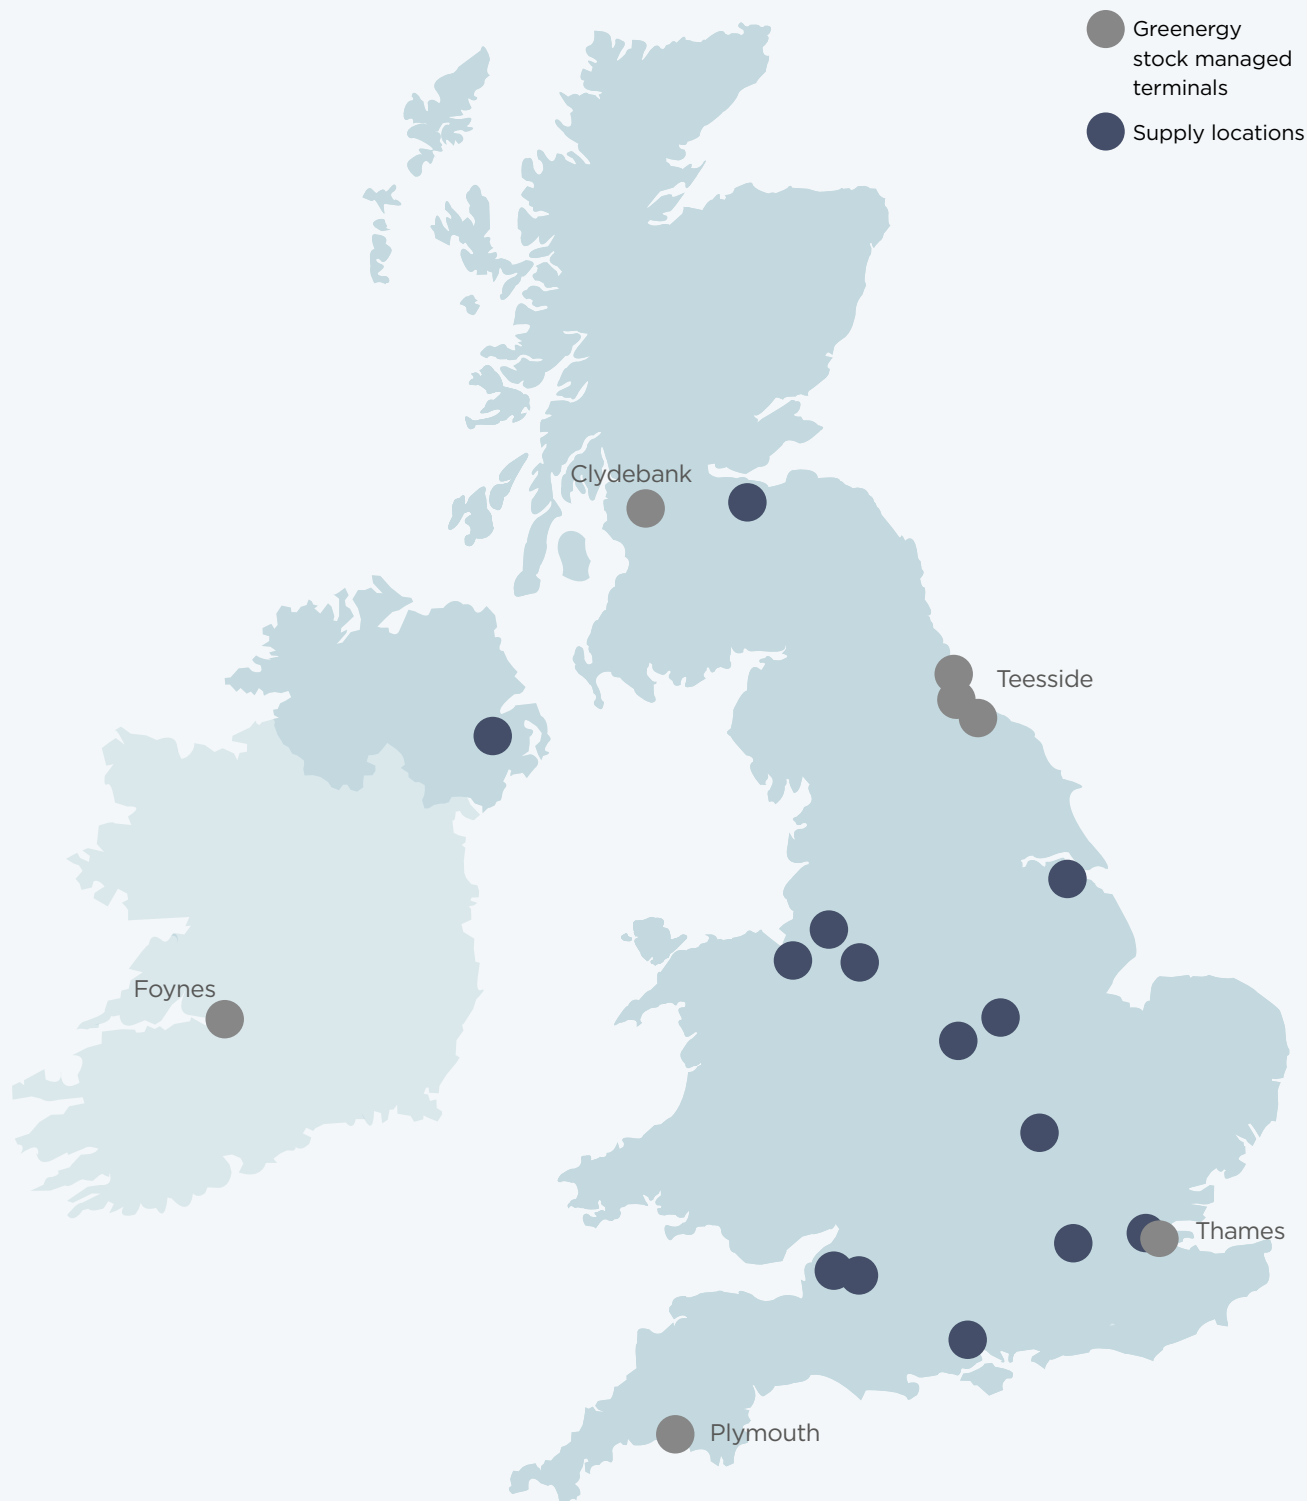 Greenergy
stock managed
terminals
Supply locations
Clydebank
Teesside
Foynes
Thames
Plymouth